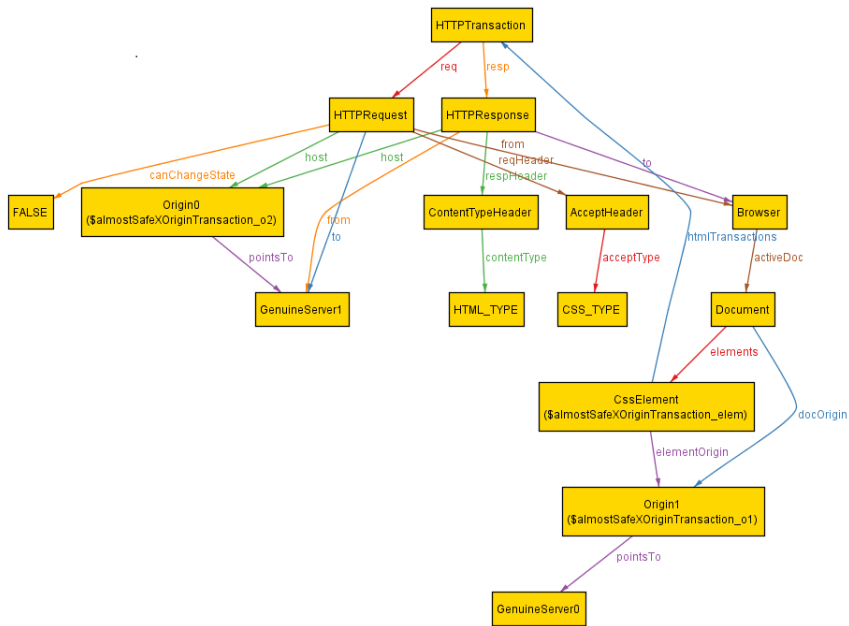 HTTPTransaction
req
resp
HTTPRequest
HTTPResponse
from
host
host
reqHeader
to
canChangeState
respHeader
FALSE
Origin0
($almostSafeXOriginTransaction_o2)
ContentTypeHeader
AcceptHeader
Browser
from
to
htmlTransactions
pointsTo
contentType
acceptType
activeDoc
GenuineServer1
HTML_TYPE
CSS_TYPE
Document
elements
CssElement
($almostSafeXOriginTransaction_elem)
docOrigin
elementOrigin
Origin1
($almostSafeXOriginTransaction_o1)
pointsTo
GenuineServer0